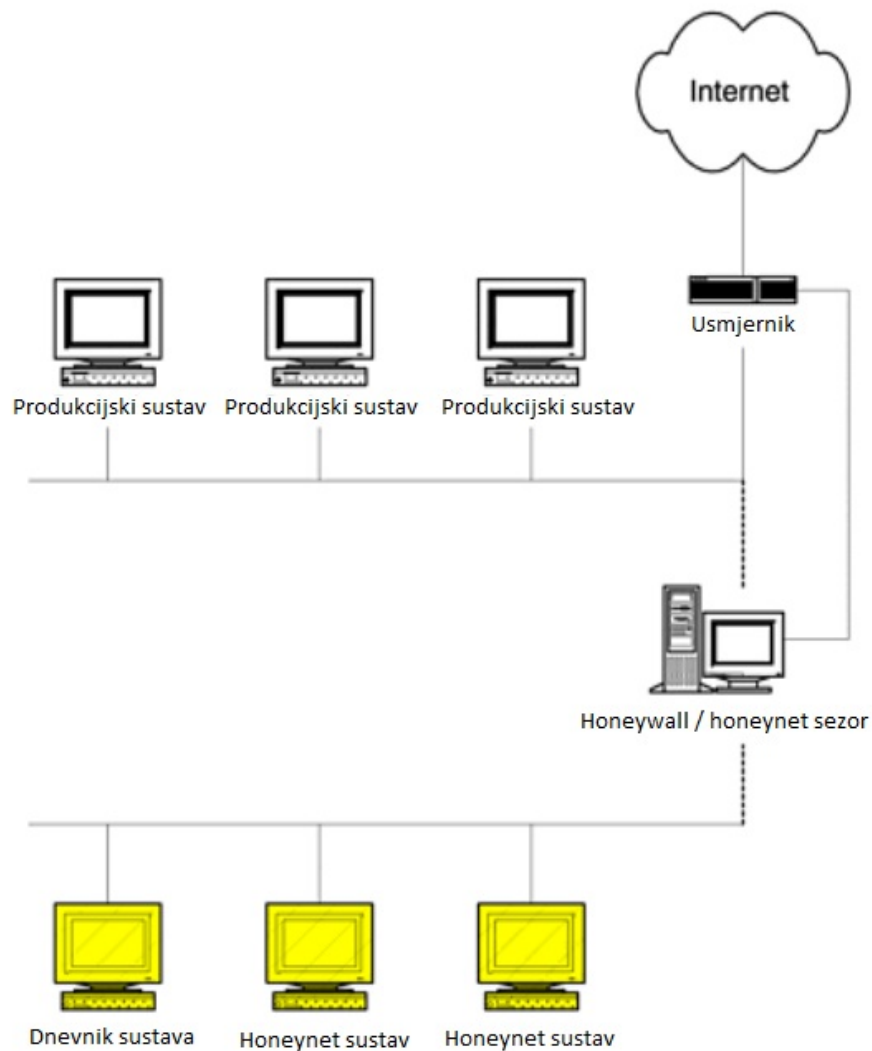 Internet
Usmjernik
Produkcijski sustav
Produkcijski sustav
Produkcijski sustav
Honeywall / honeynet sezor
Dnevnik sustava
Honeynet sustav
Honeynet sustav